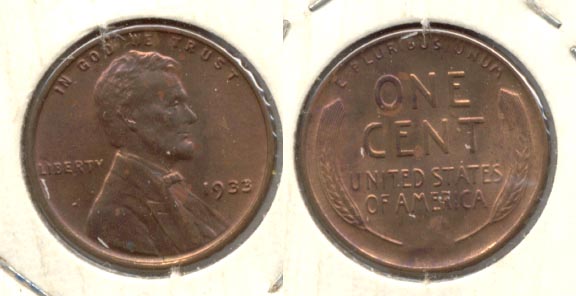 IN GOD WE TRUST
LIBERTY
1933
E·PLURIBUS·UNUM
ONE
CENT
UNITED STATES
OF AMERICA